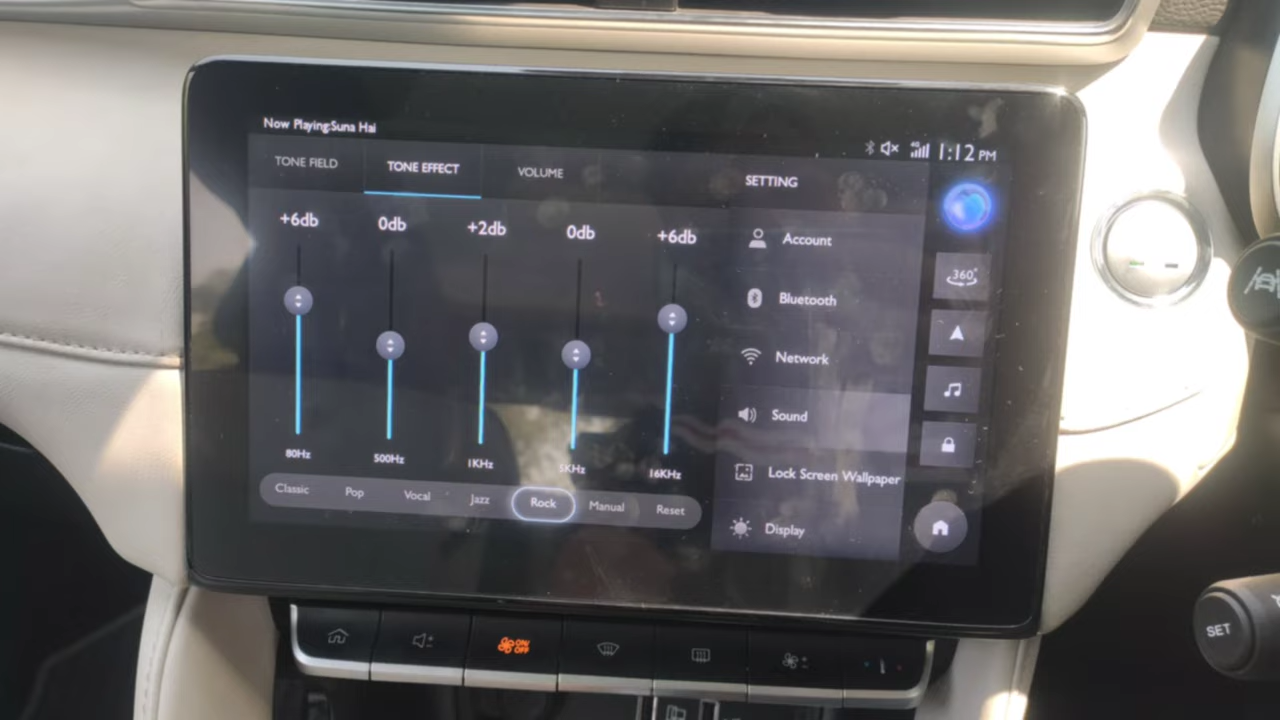 Now Playing:Suna Hai
4G 1:12 PM
TONE FIELD TONE EFFECT VOLUME
SETTING
+6db 0db +2db 0db +6db
Account
360°
Bluetooth
Network
Sound
80Hz 500Hz 1KHz 5KHz 16KHz
Lock Screen Wallpaper
Classic Pop Vocal Jazz Rock Manual Reset
Display
ON/
OFF
SET